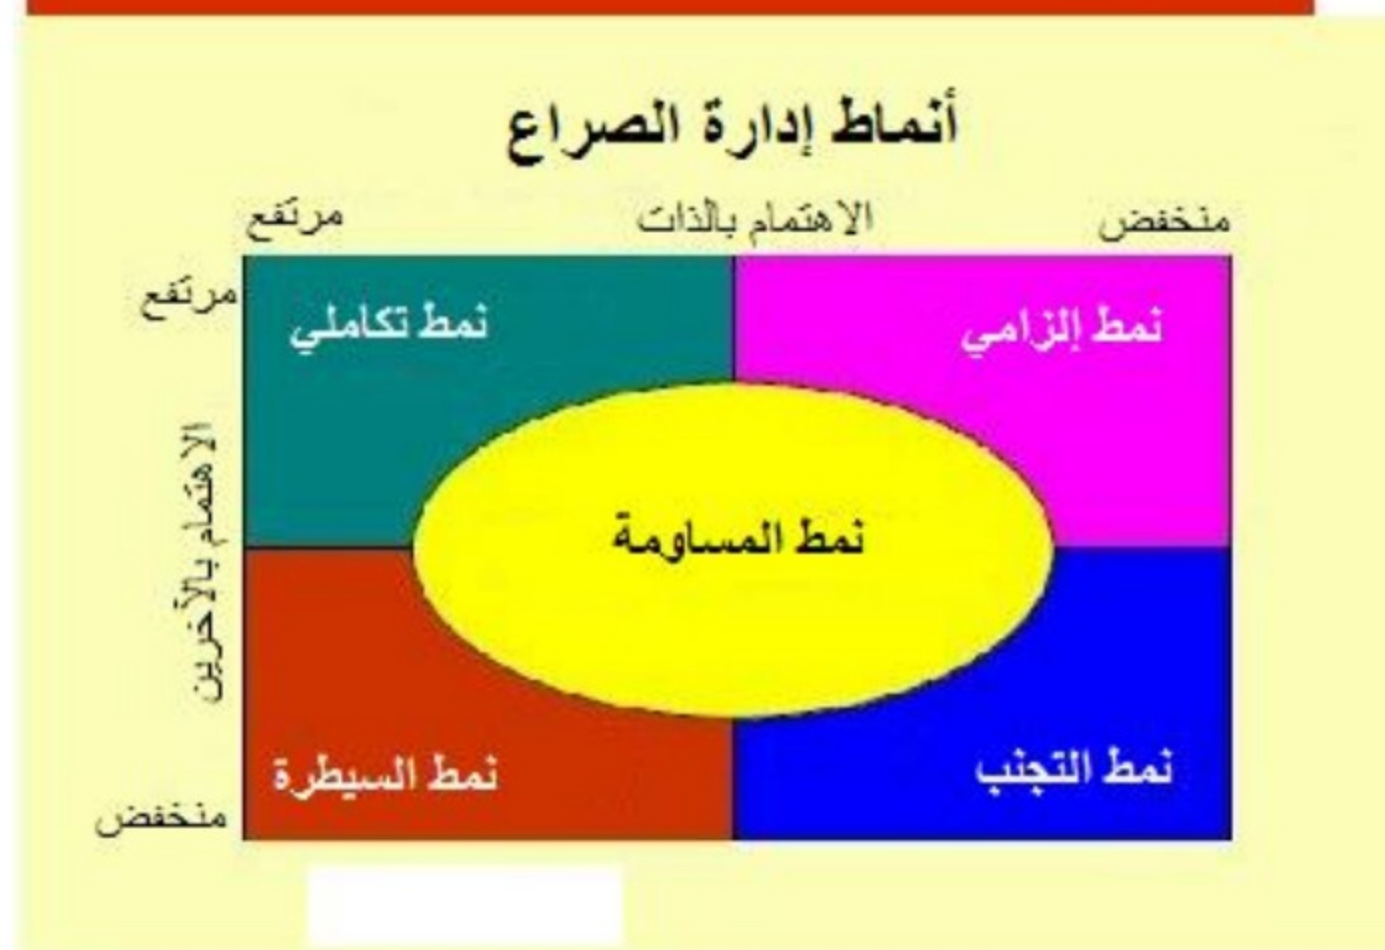 أنماط إدارة الصراع
منخفض
الاهتمام بالذات
مرتفع
مرتفع
نمط إلزامي
نمط تكاملي
الاهتمام بالآخرين
نمط المساومة
نمط التجنب
نمط السيطرة
منخفض